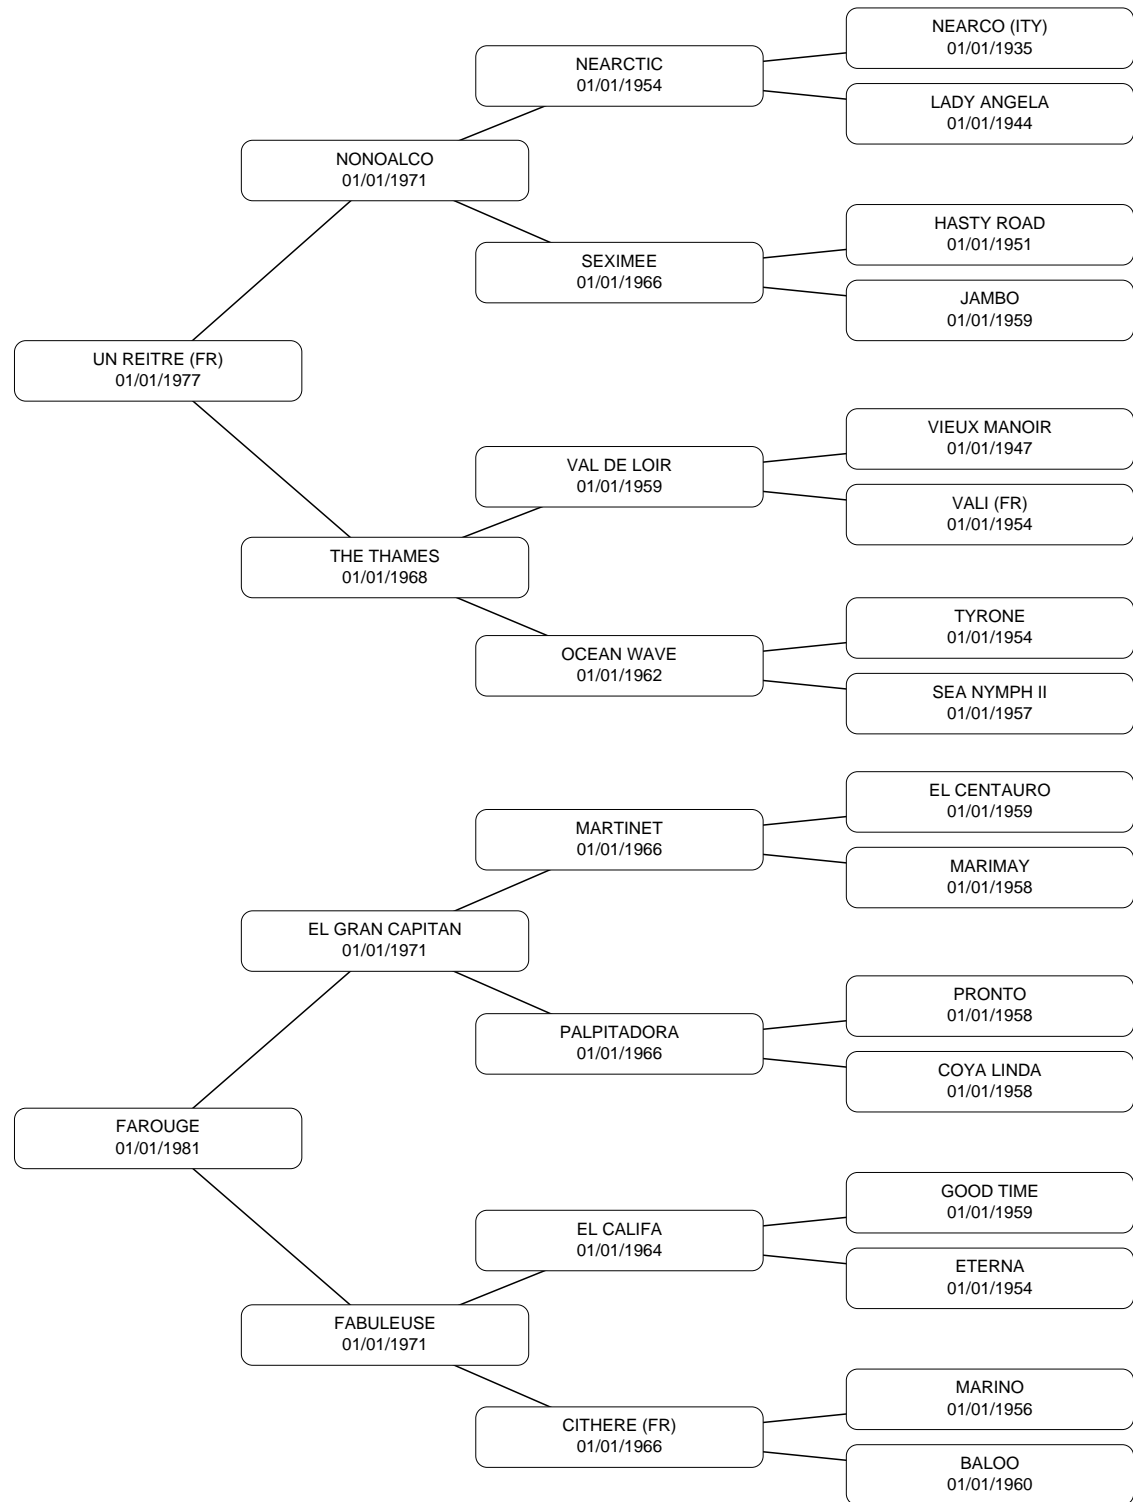 NEARCO (ITY)
01/01/1935
NEARCTIC
01/01/1954
LADY ANGELA
01/01/1944
NONOALCO
01/01/1971
HASTY ROAD
01/01/1951
SEXIMEE
01/01/1966
JAMBO
01/01/1959
UN REITRE (FR)
01/01/1977
VIEUX MANOIR
01/01/1947
VAL DE LOIR
01/01/1959
VALI (FR)
01/01/1954
THE THAMES
01/01/1968
TYRONE
01/01/1954
OCEAN WAVE
01/01/1962
SEA NYMPH II
01/01/1957
EL CENTAURO
01/01/1959
MARTINET
01/01/1966
MARIMAY
01/01/1958
EL GRAN CAPITAN
01/01/1971
PRONTO
01/01/1958
PALPITADORA
01/01/1966
COYA LINDA
01/01/1958
FAROUGE
01/01/1981
GOOD TIME
01/01/1959
EL CALIFA
01/01/1964
ETERNA
01/01/1954
FABULEUSE
01/01/1971
MARINO
01/01/1956
CITHERE (FR)
01/01/1966
BALOO
01/01/1960